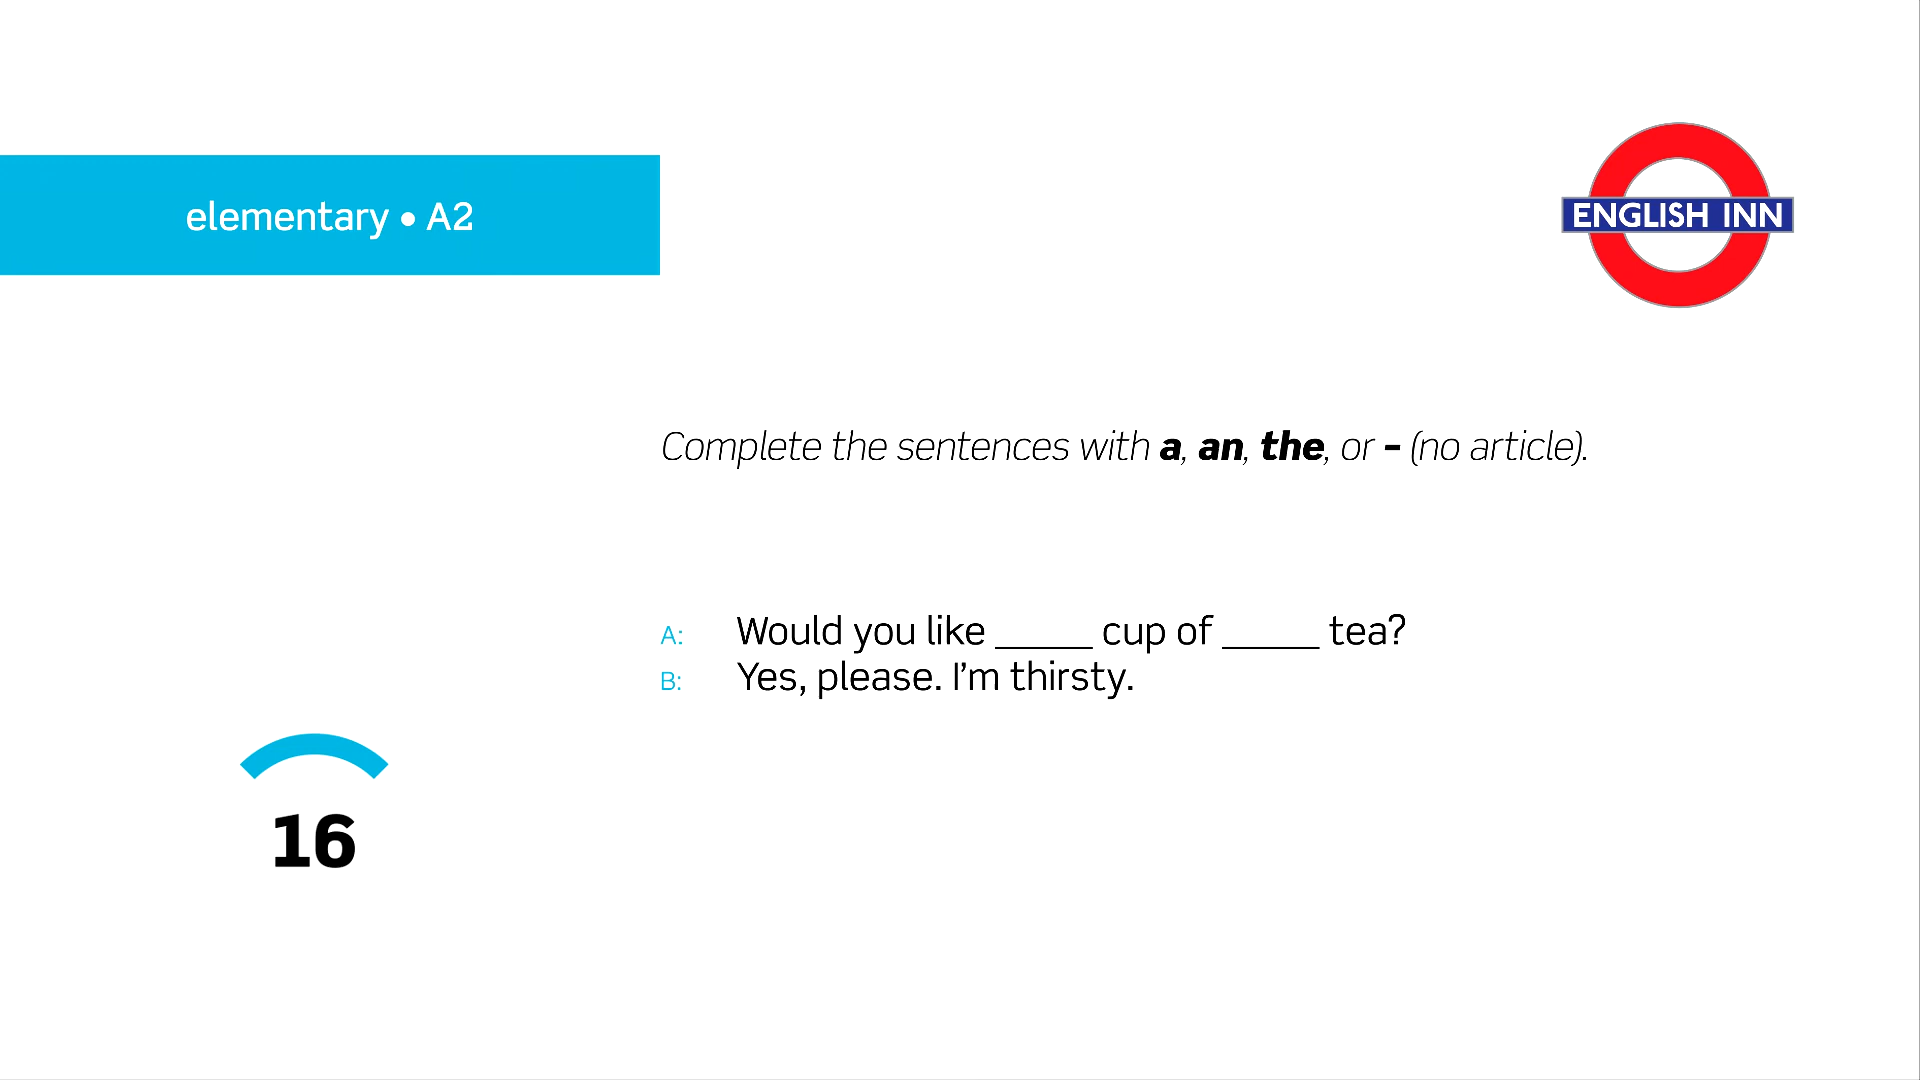 elementary • A2
ENGLISH INN
Complete the sentences with a, an, the, or - (no article).
A: Would you like _____ cup of _____ tea?
B: Yes, please. I'm thirsty.
16